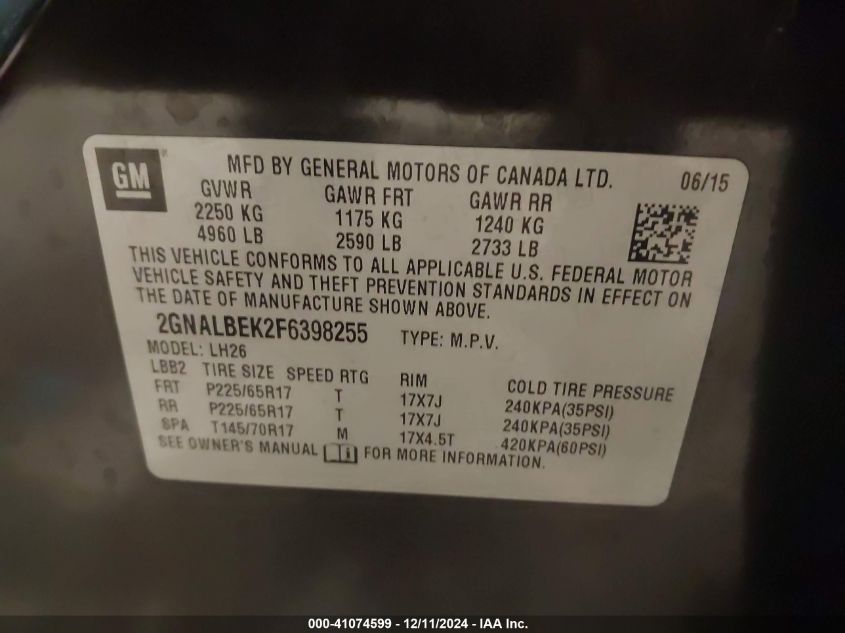 GM
MFD BY GENERAL MOTORS OF CANADA LTD. 06/15
GVWR GAWR FRT GAWR RR
2250 KG 1175 KG 1240 KG
4960 LB 2590 LB 2733 LB
THIS VEHICLE CONFORMS TO ALL APPLICABLE U.S. FEDERAL MOTOR
VEHICLE SAFETY AND THEFT PREVENTION STANDARDS IN EFFECT ON
THE DATE OF MANUFACTURE SHOWN ABOVE.
2GNALBEK2F6398255 TYPE: M.P.V.
MODEL: LH26
LBB2 TIRE SIZE SPEED RTG RIM COLD TIRE PRESSURE
FRT P225/65R17 T 17X7J 240KPA(35PSI)
RR P225/65R17 T 17X7J 240KPA(35PSI)
SPA T145/70R17 M 17X4.5T 420KPA(60PSI)
SEE OWNER'S MANUAL FOR MORE INFORMATION.
000-41074599 - 12/11/2024 - IAA Inc.